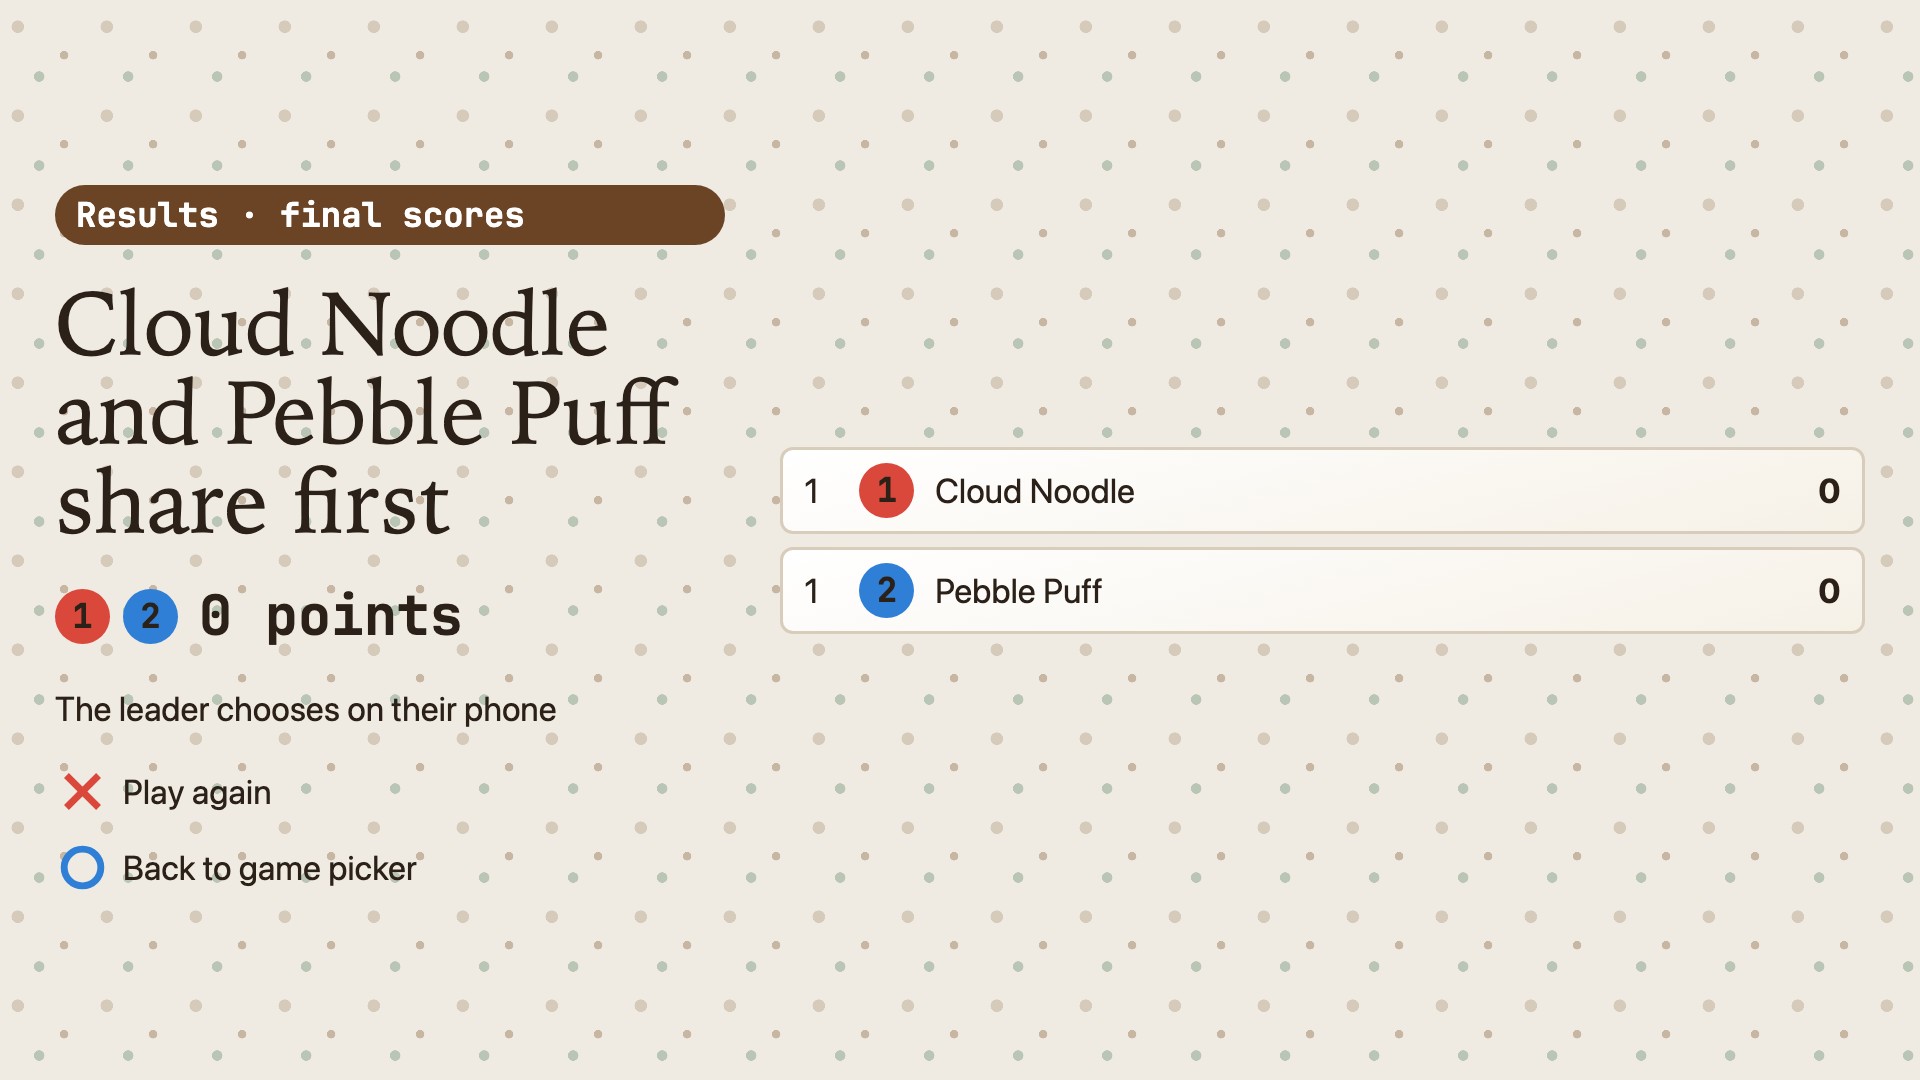 Results · final scores
Cloud Noodle
and Pebble Puff
share first
1 2 0 points
The leader chooses on their phone
Play again
Back to game picker
1 1 Cloud Noodle 0
1 2 Pebble Puff 0